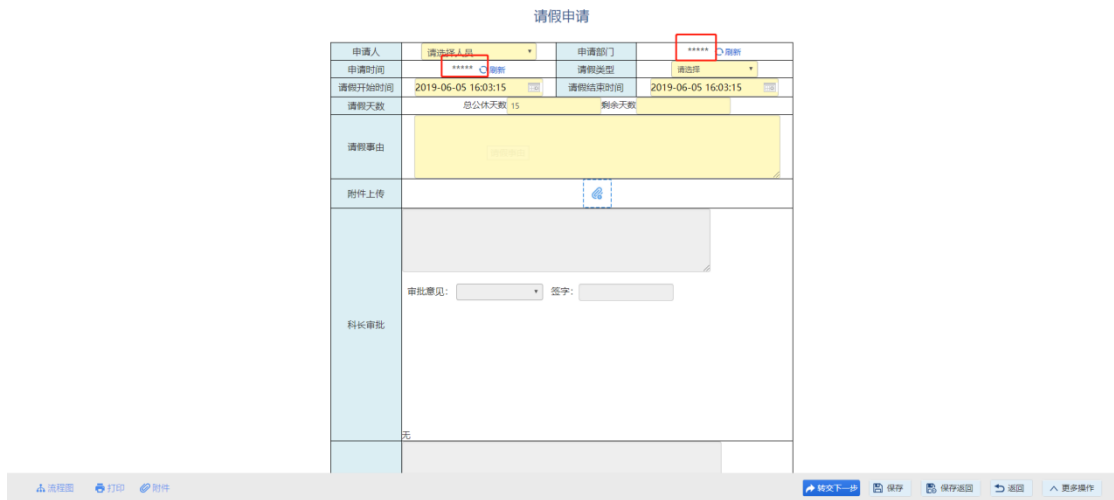 请假申请
申请人 请选择人员 申请部门 ***** 刷新
申请时间 ***** 刷新 请假类型 请选择
请假开始时间 2019-06-05 16:03:15 请假结束时间 2019-06-05 16:03:15
请假天数 总公休天数 15 剩余天数
请假事由
附件上传
审批意见： 签字：
科长审批
无
流程图 打印 附件 转交下一步 保存 保存返回 返回 更多操作